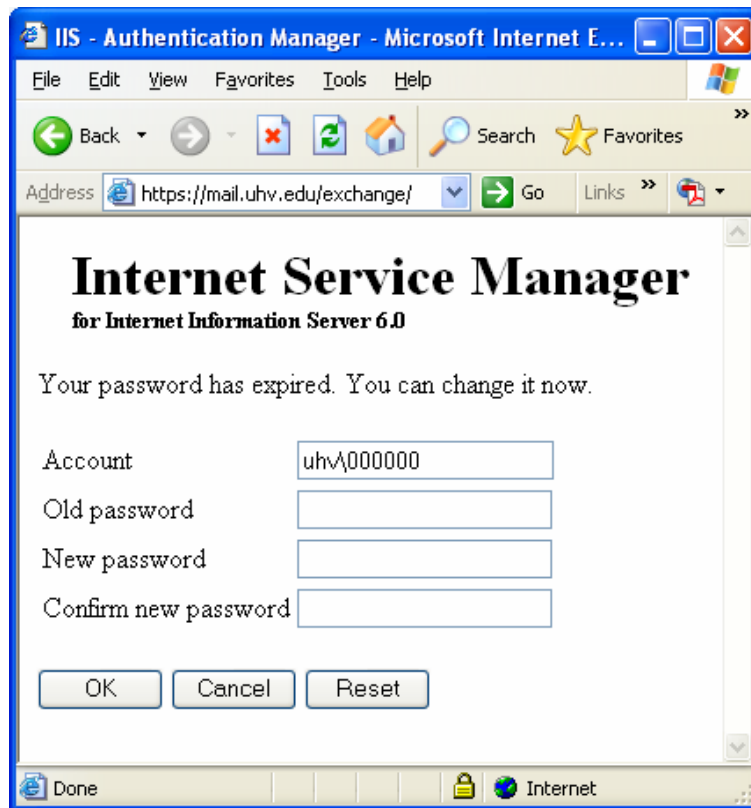 IIS - Authentication Manager - Microsoft Internet E...
File Edit View Favorites Tools Help
Back Search Favorites »
Address https://mail.uhv.edu/exchange/ Go Links »
Internet Service Manager
for Internet Information Server 6.0
Your password has expired. You can change it now.
Account uhv\000000
Old password
New password
Confirm new password
OK Cancel Reset
Done Internet